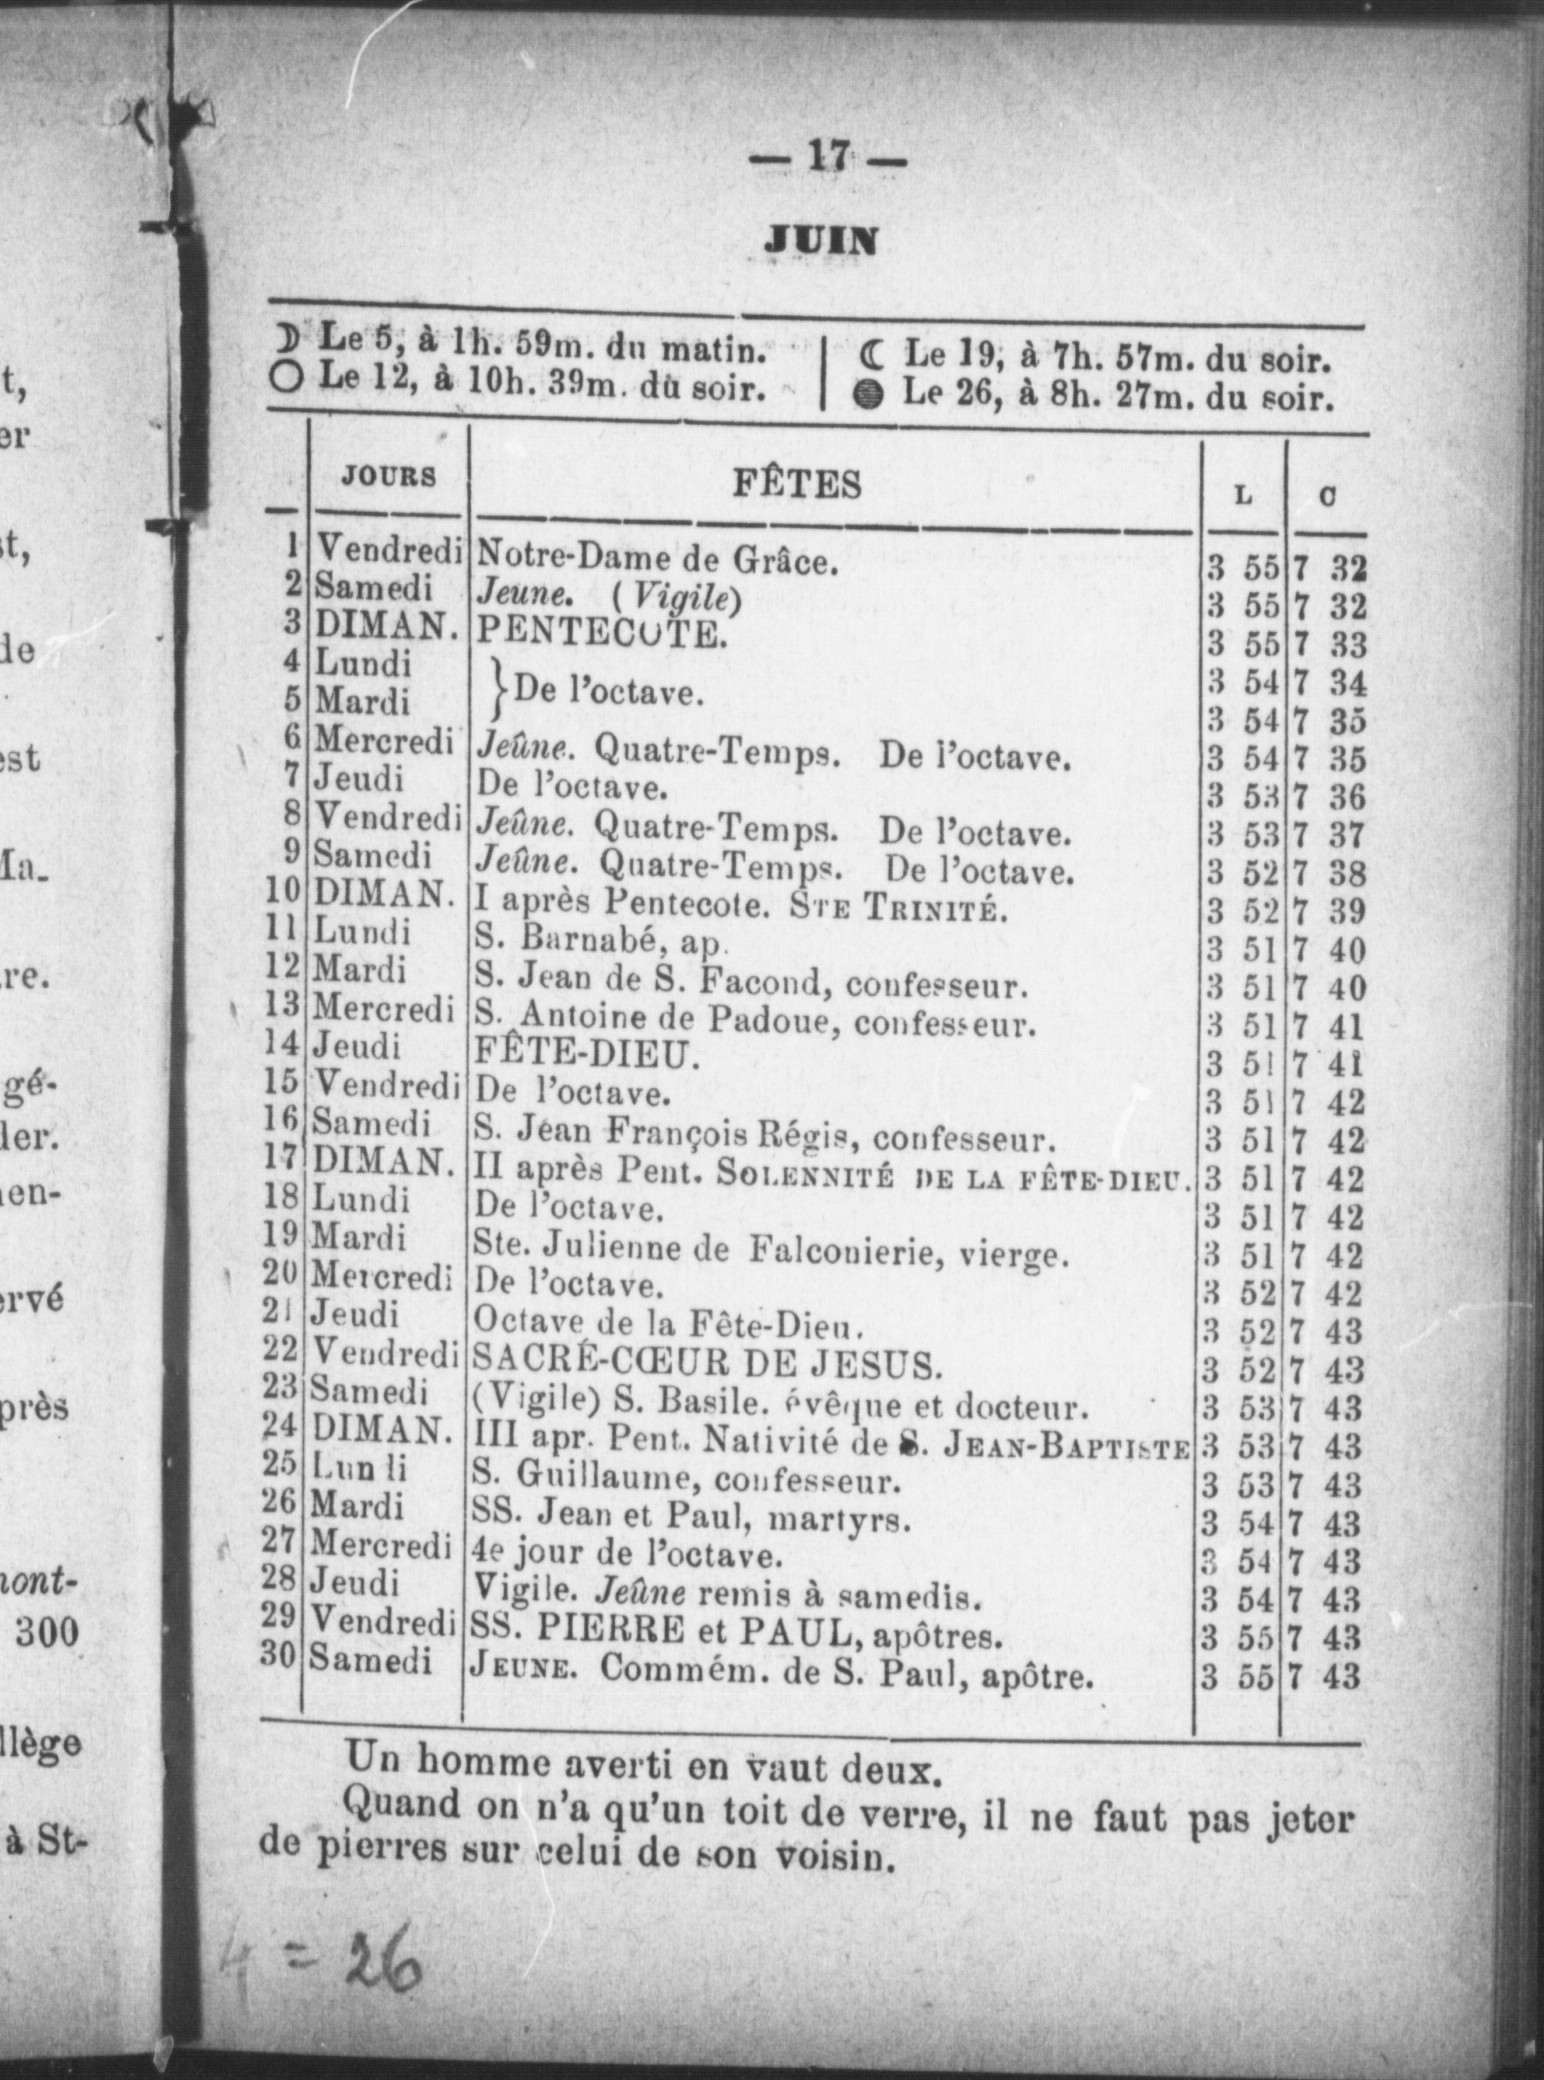 — 17 —
JUIN
Le 5, à 1h. 59m. du matin.
Le 12, à 10h. 39m. du soir.
Le 19, à 7h. 57m. du soir.
Le 26, à 8h. 27m. du soir.
JOURS FÊTES L C
1 Vendredi Notre-Dame de Grâce. 3 55 7 32
2 Samedi Jeune. (Vigile) 3 55 7 32
3 DIMAN. PENTECOTE. 3 55 7 33
4 Lundi } De l'octave. 3 54 7 34
5 Mardi 3 54 7 35
6 Mercredi Jeûne. Quatre-Temps. De l'octave. 3 54 7 35
7 Jeudi De l'octave. 3 53 7 36
8 Vendredi Jeûne. Quatre-Temps. De l'octave. 3 53 7 37
9 Samedi Jeûne. Quatre-Temps. De l'octave. 3 52 7 38
10 DIMAN. I après Pentecote. STE TRINITÉ. 3 52 7 39
11 Lundi S. Barnabé, ap. 3 51 7 40
12 Mardi S. Jean de S. Facond, confesseur. 3 51 7 40
13 Mercredi S. Antoine de Padoue, confesseur. 3 51 7 41
14 Jeudi FÊTE-DIEU. 3 51 7 41
15 Vendredi De l'octave. 3 51 7 42
16 Samedi S. Jean François Régis, confesseur. 3 51 7 42
17 DIMAN. II après Pent. SOLENNITÉ DE LA FÊTE-DIEU. 3 51 7 42
18 Lundi De l'octave. 3 51 7 42
19 Mardi Ste. Julienne de Falconierie, vierge. 3 51 7 42
20 Mercredi De l'octave. 3 52 7 42
21 Jeudi Octave de la Fête-Dieu. 3 52 7 43
22 Vendredi SACRÉ-CŒUR DE JESUS. 3 52 7 43
23 Samedi (Vigile) S. Basile. évêque et docteur. 3 53 7 43
24 DIMAN. III apr. Pent. Nativité de S. JEAN-BAPTISTE 3 53 7 43
25 Lundi S. Guillaume, confesseur. 3 53 7 43
26 Mardi SS. Jean et Paul, martyrs. 3 54 7 43
27 Mercredi 4e jour de l'octave. 3 54 7 43
28 Jeudi Vigile. Jeûne remis à samedis. 3 54 7 43
29 Vendredi SS. PIERRE et PAUL, apôtres. 3 55 7 43
30 Samedi JEUNE. Commém. de S. Paul, apôtre. 3 55 7 43
Un homme averti en vaut deux.
Quand on n'a qu'un toit de verre, il ne faut pas jeter
de pierres sur celui de son voisin.
4 = 26